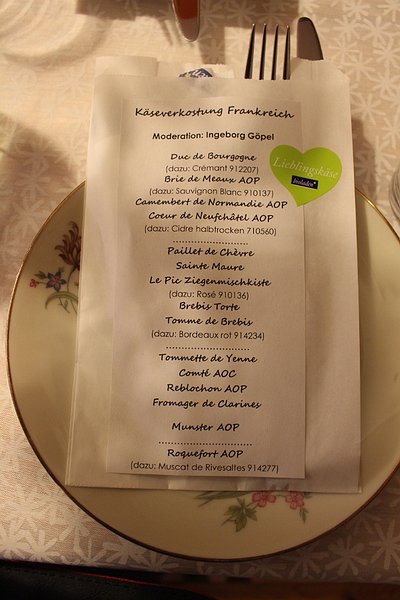 Käseverkostung Frankreich
Moderation: Ingeborg Göpel
Lieblingskäse
bioladen*
Duc de Bourgogne
(dazu: Crémant 912207)
Brie de Meaux AOP
(dazu: Sauvignon Blanc 910137)
Camembert de Normandie AOP
Coeur de Neufchâtel AOP
(dazu: Cidre halbtrocken 710560)
......................
Paillet de Chèvre
Sainte Maure
Le Pic Ziegenmischkiste
(dazu: Rosé 910136)
Brebis Torte
Tomme de Brebis
(dazu: Bordeaux rot 914234)
.........................
Tommette de Yenne
Comté AOC
Reblochon AOP
Fromager de Clarines
Munster AOP
............................
Roquefort AOP
(dazu: Muscat de Rivesaltes 914277)